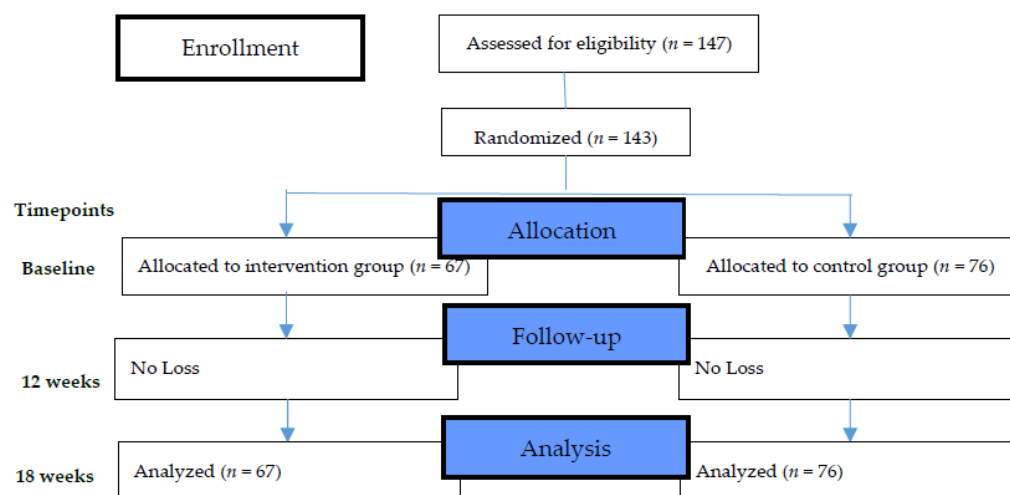 Enrollment
Assessed for eligibility (n = 147)
Randomized (n = 143)
Timepoints
Allocation
Baseline
Allocated to intervention group (n = 67)
Allocated to control group (n = 76)
Follow-up
12 weeks
No Loss
No Loss
Analysis
18 weeks
Analyzed (n = 67)
Analyzed (n = 76)